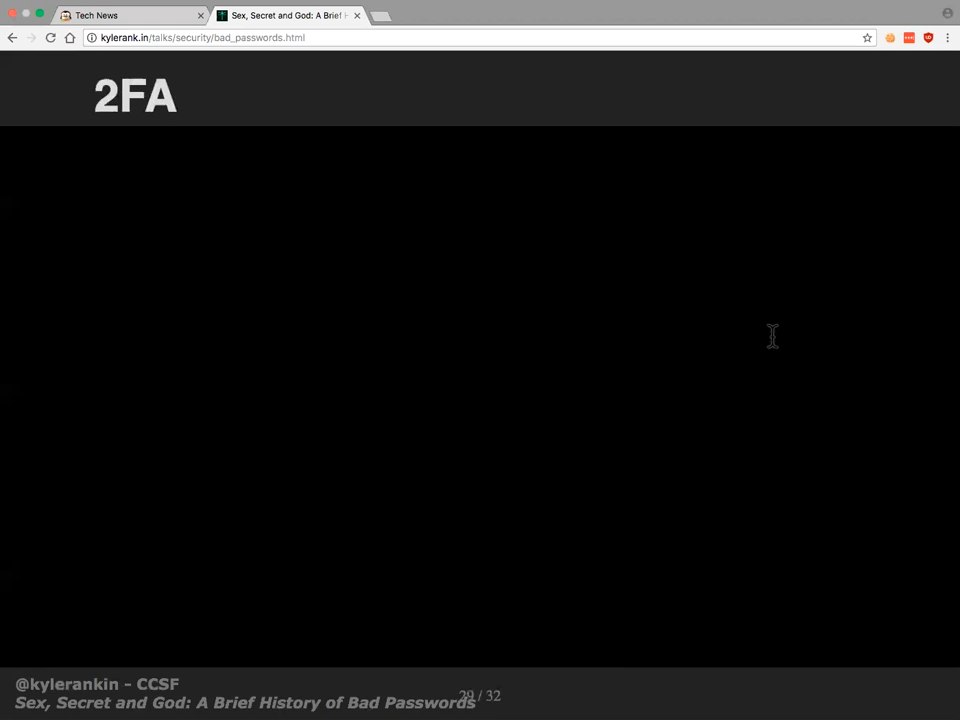 Tech News
Sex, Secret and God: A Brief H
kylerank.in/talks/security/bad_passwords.html
2FA
@kylerankin - CCSF
Sex, Secret and God: A Brief History of Bad Passwords
29 / 32